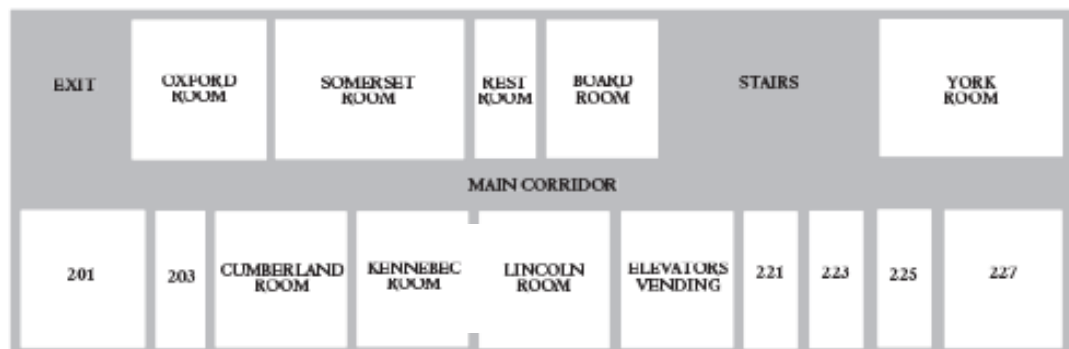 EXIT
OXFORD
ROOM
SOMERSET
ROOM
REST
ROOM
BOARD
ROOM
STAIRS
YORK
ROOM
MAIN CORRIDOR
201
203
CUMBERLAND
ROOM
KENNEBEC
ROOM
LINCOLN
ROOM
ELEVATORS
VENDING
221
223
225
227